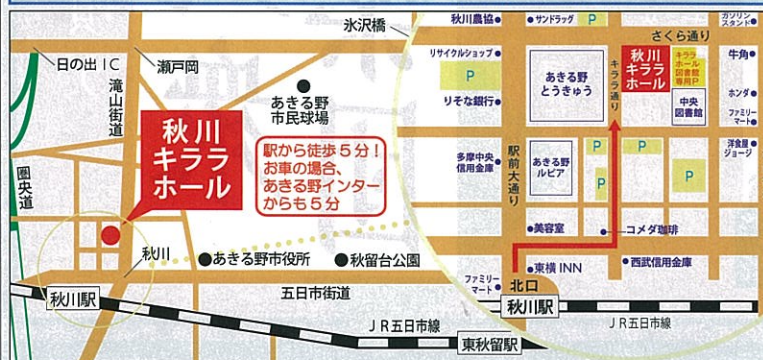 日の出IC
瀬戸岡
滝山街道
圏央道
氷沢橋
あきる野
市民球場
秋川
キララ
ホール
駅から徒歩5分！
お車の場合、
あきる野インター
からも5分
秋川
あきる野市役所
秋留台公園
五日市街道
秋川駅
JR五日市線
東秋留駅
秋川農協
サンドラッグ
P
ガソリン
スタンド
さくら通り
リサイクルショップ
P
りそな銀行
あきる野
とうきゅう
キララ通り
秋川
キララ
ホール
キララ
ホール
図書館
専用P
中央
図書館
牛角
ホンダ
ファミリー
マート
洋食屋
ジョージ
多摩中央
信用金庫
駅前大通り
あきる野
ルピア
P
P
P
P
美容室
コメダ珈琲
東横INN
西武信用金庫
ファミリー
マート
北口
秋川駅
JR五日市線